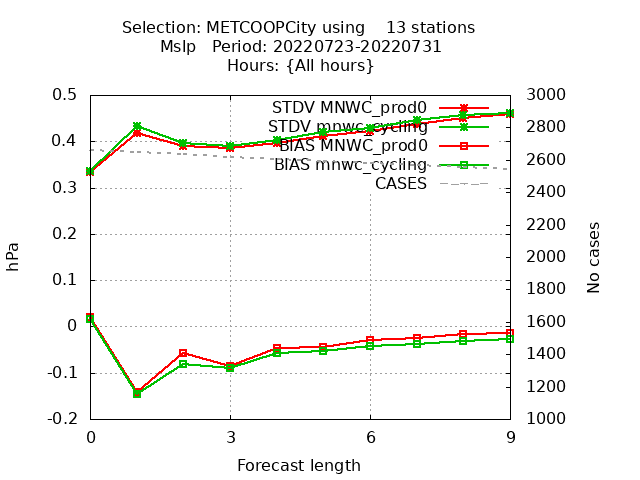 Selection: METCOOPCity using    13 stations
Mslp   Period: 20220723-20220731
Hours: {All hours}
STDV MNWC_prod0
STDV mnwc_cycling
BIAS MNWC_prod0
BIAS mnwc_cycling
CASES
0.5
0.4
0.3
0.2
0.1
0
-0.1
-0.2
hPa
3000
2800
2600
2400
2200
2000
1800
1600
1400
1200
1000
No cases
0 3 6 9
Forecast length